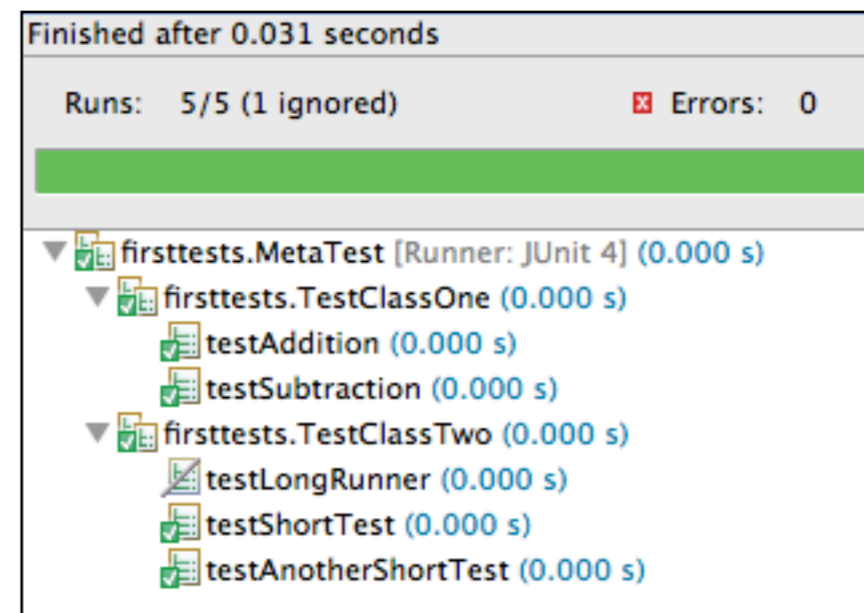 Finished after 0.031 seconds
Runs: 5/5 (1 ignored) Errors: 0
firsttests.MetaTest [Runner: JUnit 4] (0.000 s)
firsttests.TestClassOne (0.000 s)
testAddition (0.000 s)
testSubtraction (0.000 s)
firsttests.TestClassTwo (0.000 s)
testLongRunner (0.000 s)
testShortTest (0.000 s)
testAnotherShortTest (0.000 s)